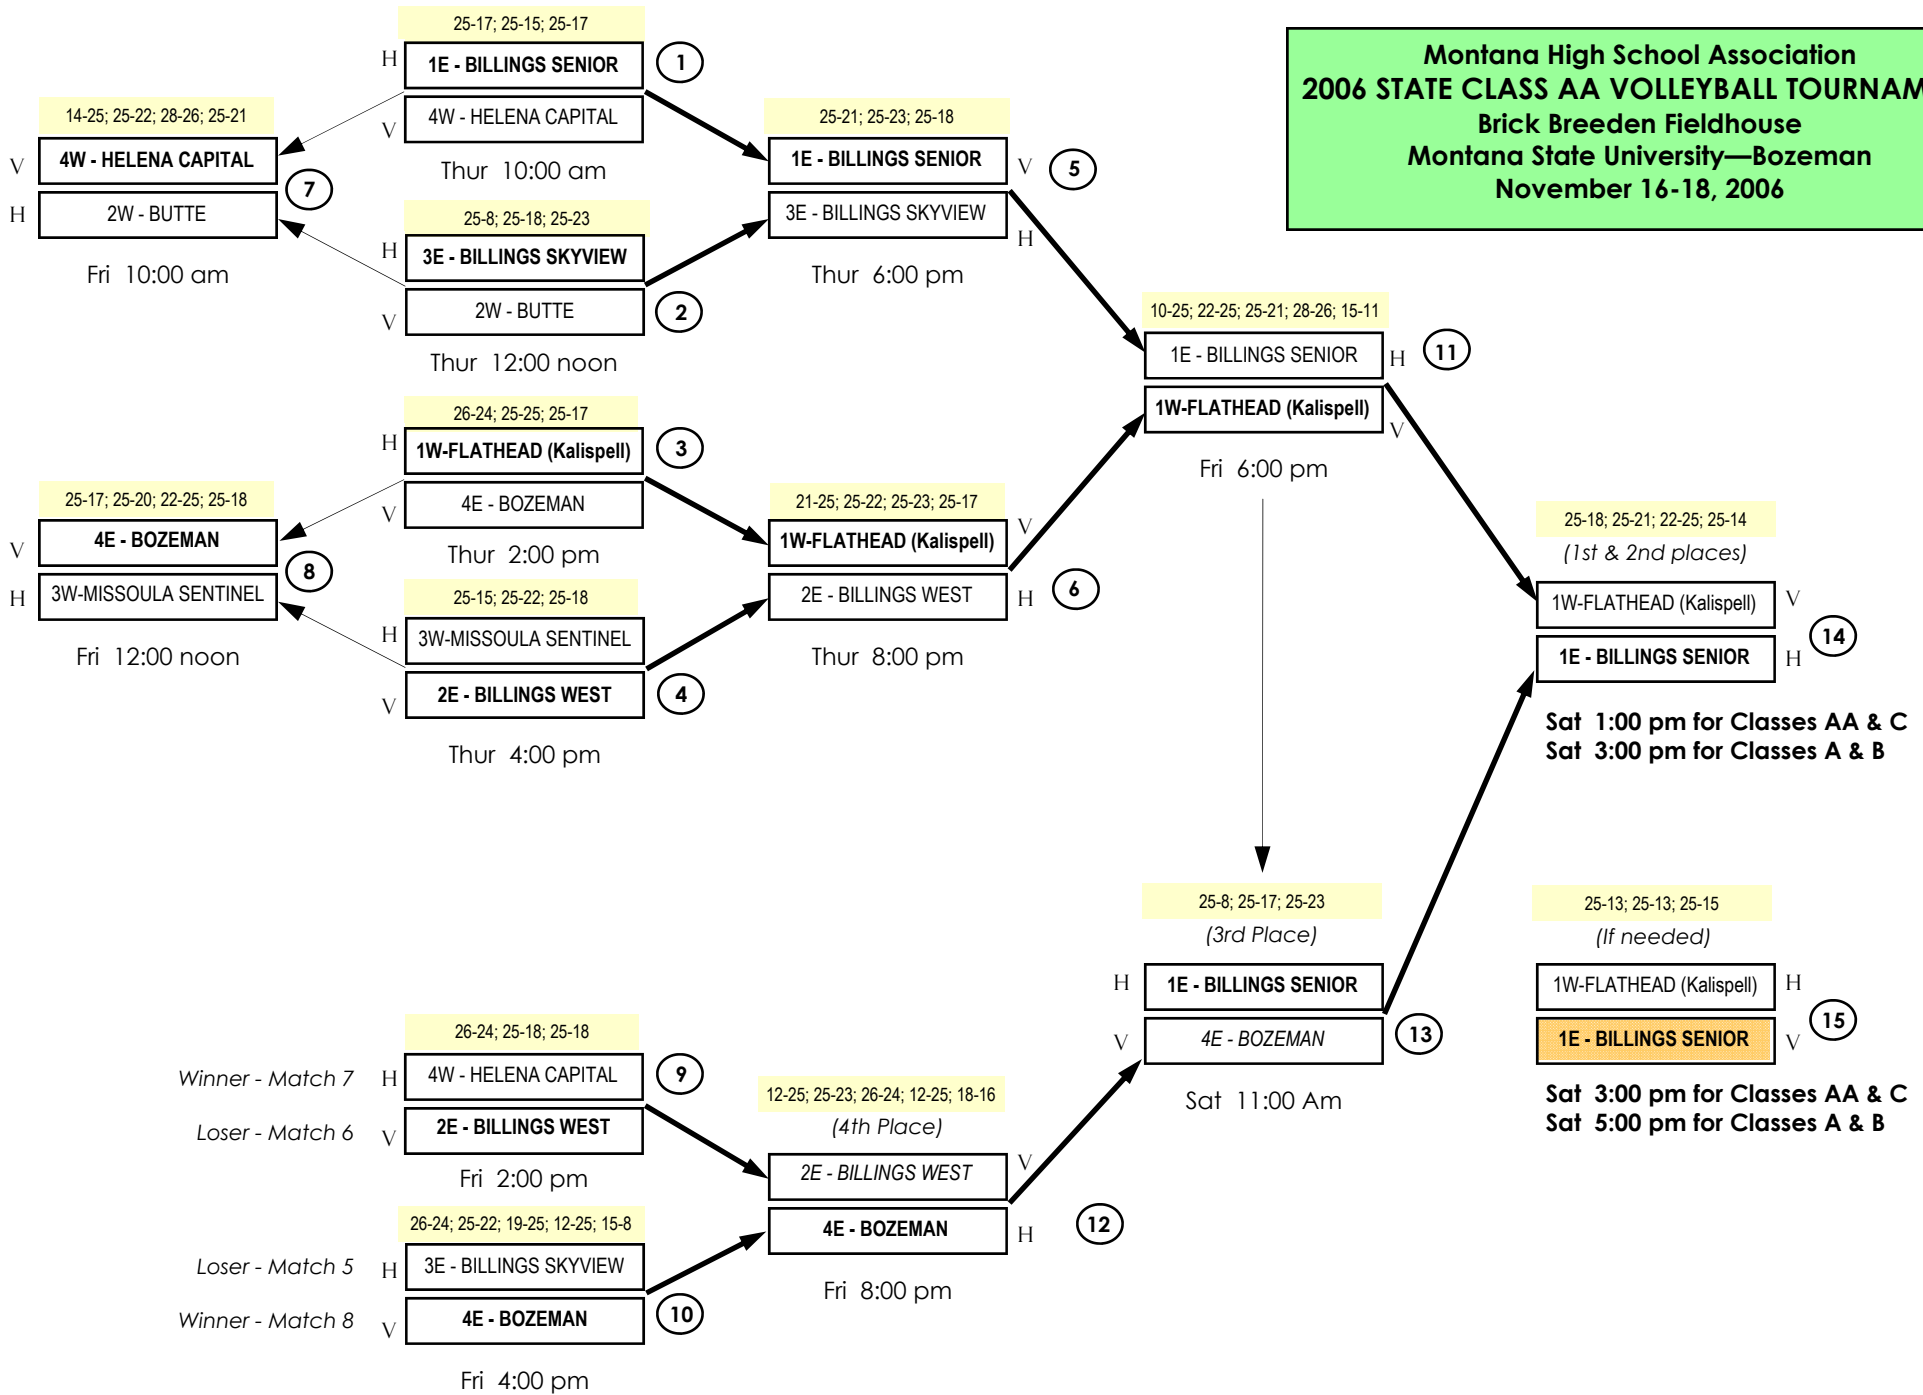 Montana High School Association
2006 STATE CLASS AA VOLLEYBALL TOURNAM
Brick Breeden Fieldhouse
Montana State University—Bozeman
November 16-18, 2006
25-17; 25-15; 25-17
H 1E - BILLINGS SENIOR 1
V 4W - HELENA CAPITAL
Thur 10:00 am
14-25; 25-22; 28-26; 25-21
V 4W - HELENA CAPITAL
7
H 2W - BUTTE
Fri 10:00 am
25-8; 25-18; 25-23
H 3E - BILLINGS SKYVIEW
V 2W - BUTTE 2
Thur 12:00 noon
25-21; 25-23; 25-18
1E - BILLINGS SENIOR V 5
3E - BILLINGS SKYVIEW H
Thur 6:00 pm
26-24; 25-25; 25-17
H 1W-FLATHEAD (Kalispell) 3
V 4E - BOZEMAN
Thur 2:00 pm
25-17; 25-20; 22-25; 25-18
V 4E - BOZEMAN
8
H 3W-MISSOULA SENTINEL
Fri 12:00 noon
25-15; 25-22; 25-18
H 3W-MISSOULA SENTINEL
V 2E - BILLINGS WEST 4
Thur 4:00 pm
21-25; 25-22; 25-23; 25-17
1W-FLATHEAD (Kalispell) V
2E - BILLINGS WEST H 6
Thur 8:00 pm
10-25; 22-25; 25-21; 28-26; 15-11
1E - BILLINGS SENIOR H 11
1W-FLATHEAD (Kalispell) V
Fri 6:00 pm
25-18; 25-21; 22-25; 25-14
(1st & 2nd places)
1W-FLATHEAD (Kalispell) V
14
1E - BILLINGS SENIOR H
Sat 1:00 pm for Classes AA & C
Sat 3:00 pm for Classes A & B
25-8; 25-17; 25-23
(3rd Place)
H 1E - BILLINGS SENIOR
V 4E - BOZEMAN 13
Sat 11:00 Am
25-13; 25-13; 25-15
(If needed)
1W-FLATHEAD (Kalispell) H
15
1E - BILLINGS SENIOR V
Sat 3:00 pm for Classes AA & C
Sat 5:00 pm for Classes A & B
26-24; 25-18; 25-18
Winner - Match 7 H 4W - HELENA CAPITAL 9
Loser - Match 6 V 2E - BILLINGS WEST
Fri 2:00 pm
26-24; 25-22; 19-25; 12-25; 15-8
Loser - Match 5 H 3E - BILLINGS SKYVIEW
Winner - Match 8 V 4E - BOZEMAN 10
Fri 4:00 pm
12-25; 25-23; 26-24; 12-25; 18-16
(4th Place)
2E - BILLINGS WEST V
4E - BOZEMAN H 12
Fri 8:00 pm